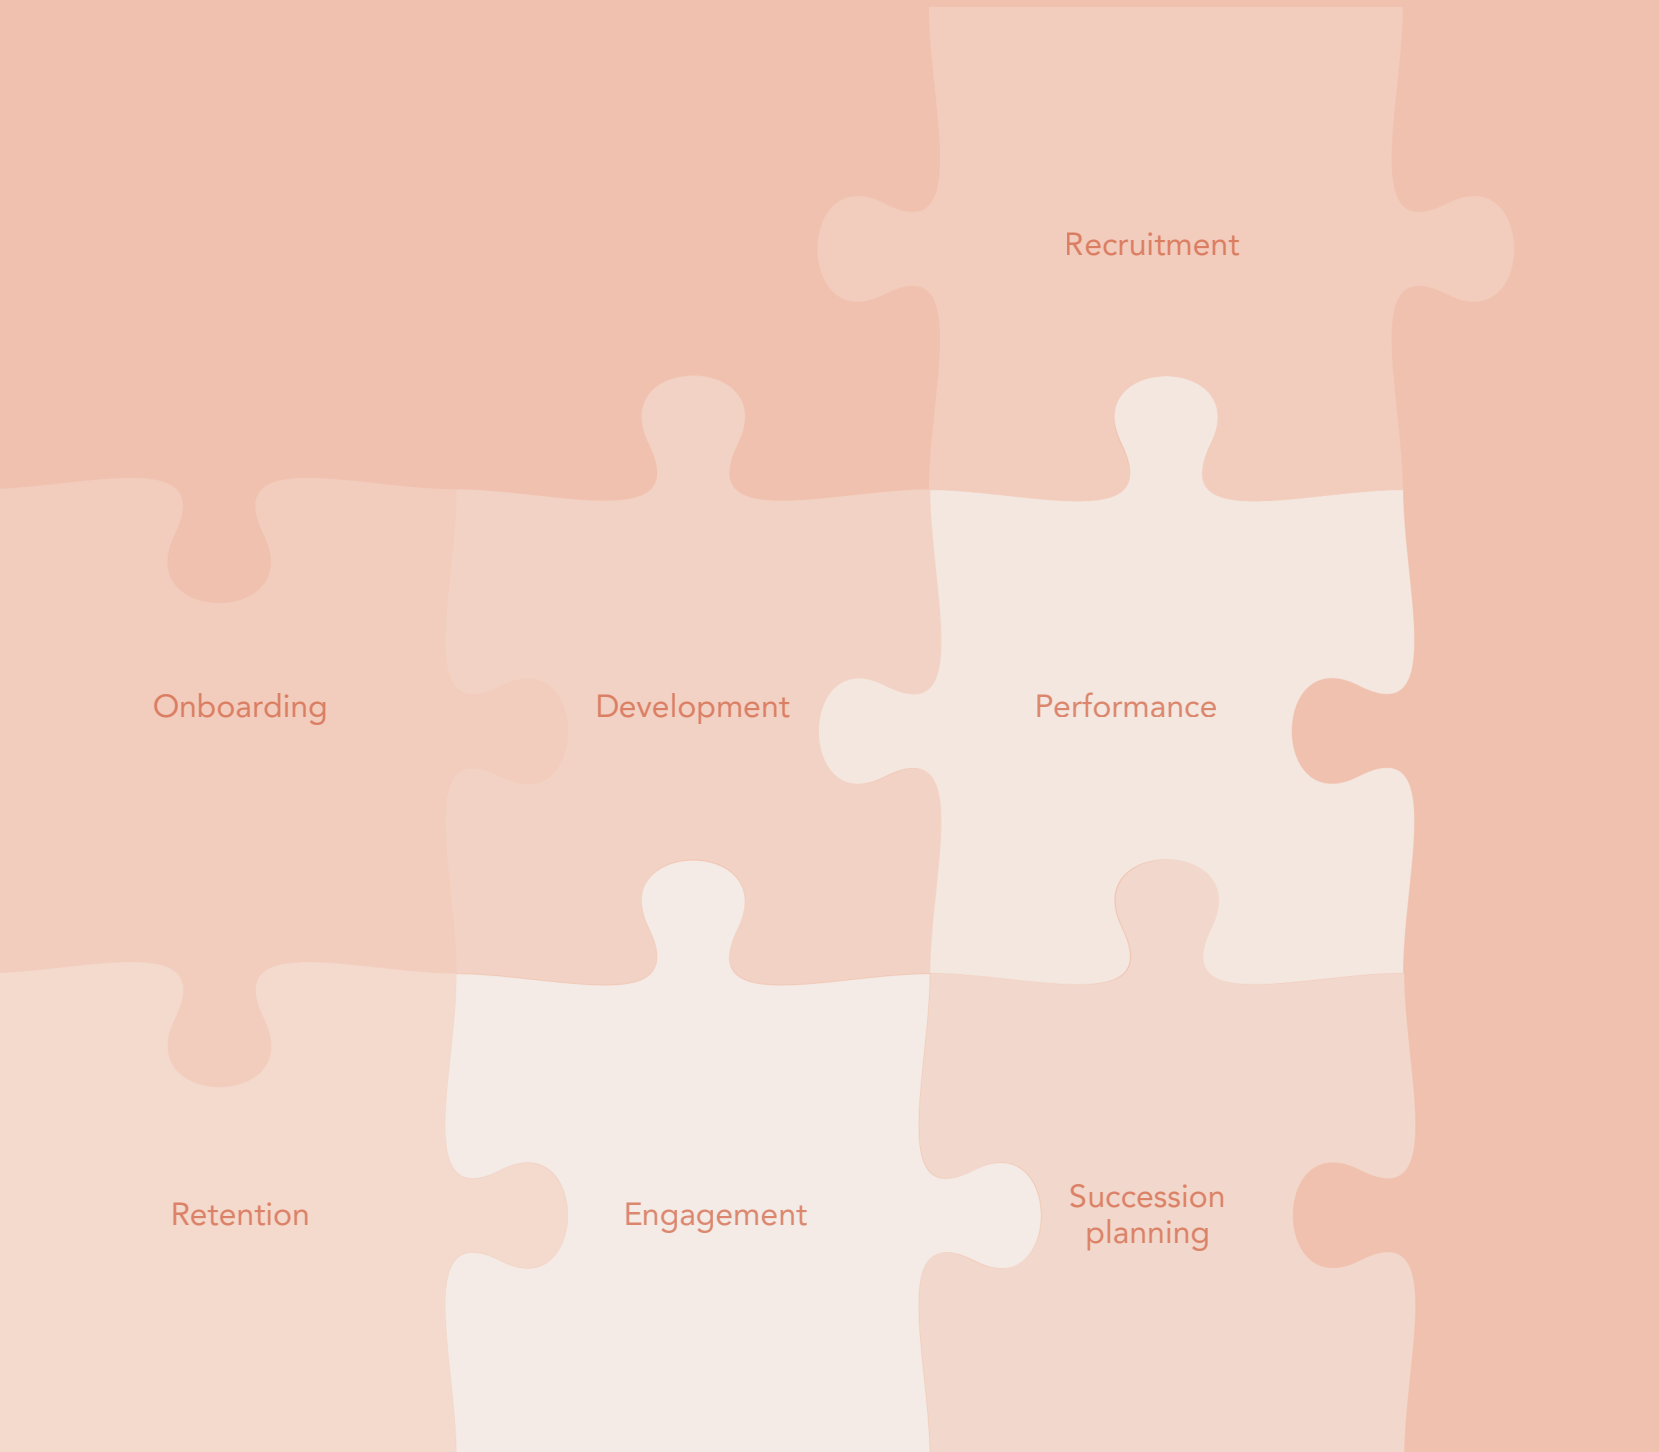 Recruitment
Onboarding
Development
Performance
Retention
Engagement
Succession
planning